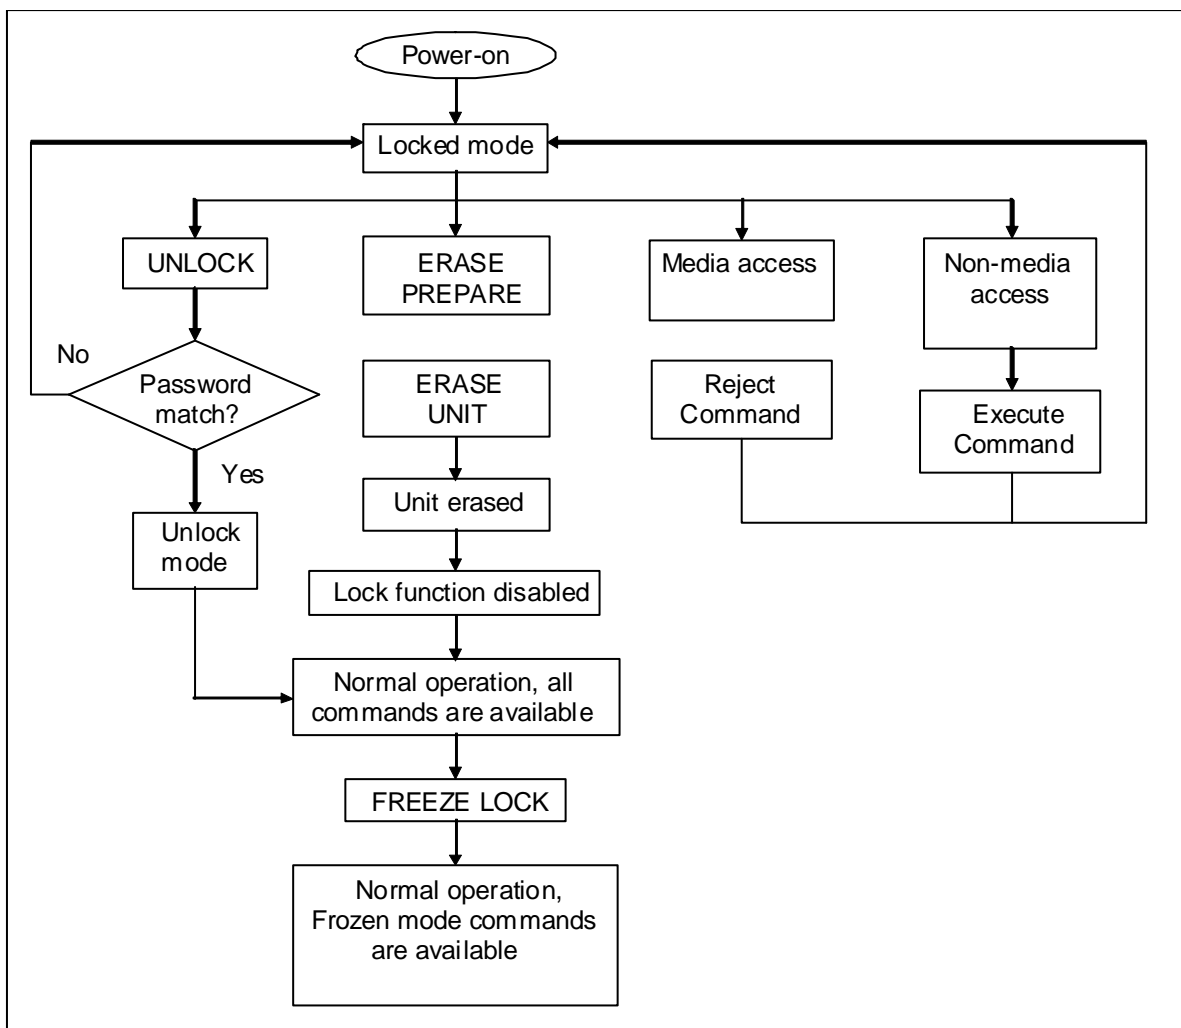 Power-on
Locked mode
UNLOCK
ERASE
PREPARE
Media access
Non-media
access
No
Password
match?
ERASE
UNIT
Reject
Command
Execute
Command
Yes
Unit erased
Unlock
mode
Lock function disabled
Normal operation, all
commands are available
FREEZE LOCK
Normal operation,
Frozen mode commands
are available